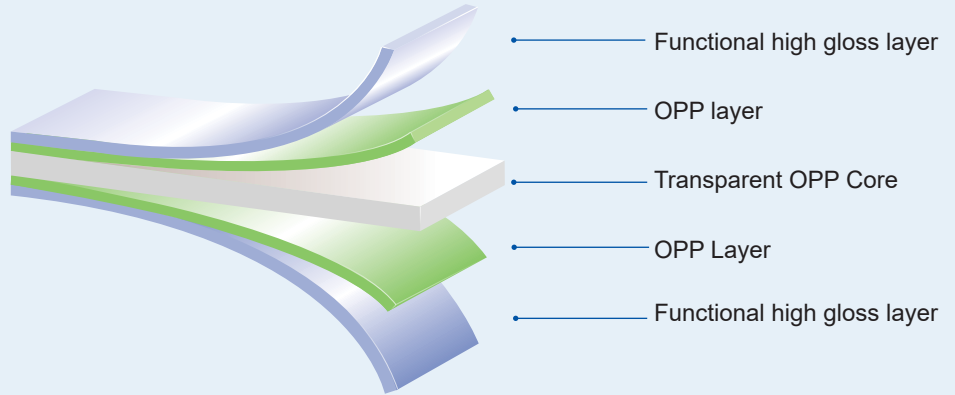 Functional high gloss layer
OPP layer
Transparent OPP Core
OPP Layer
Functional high gloss layer